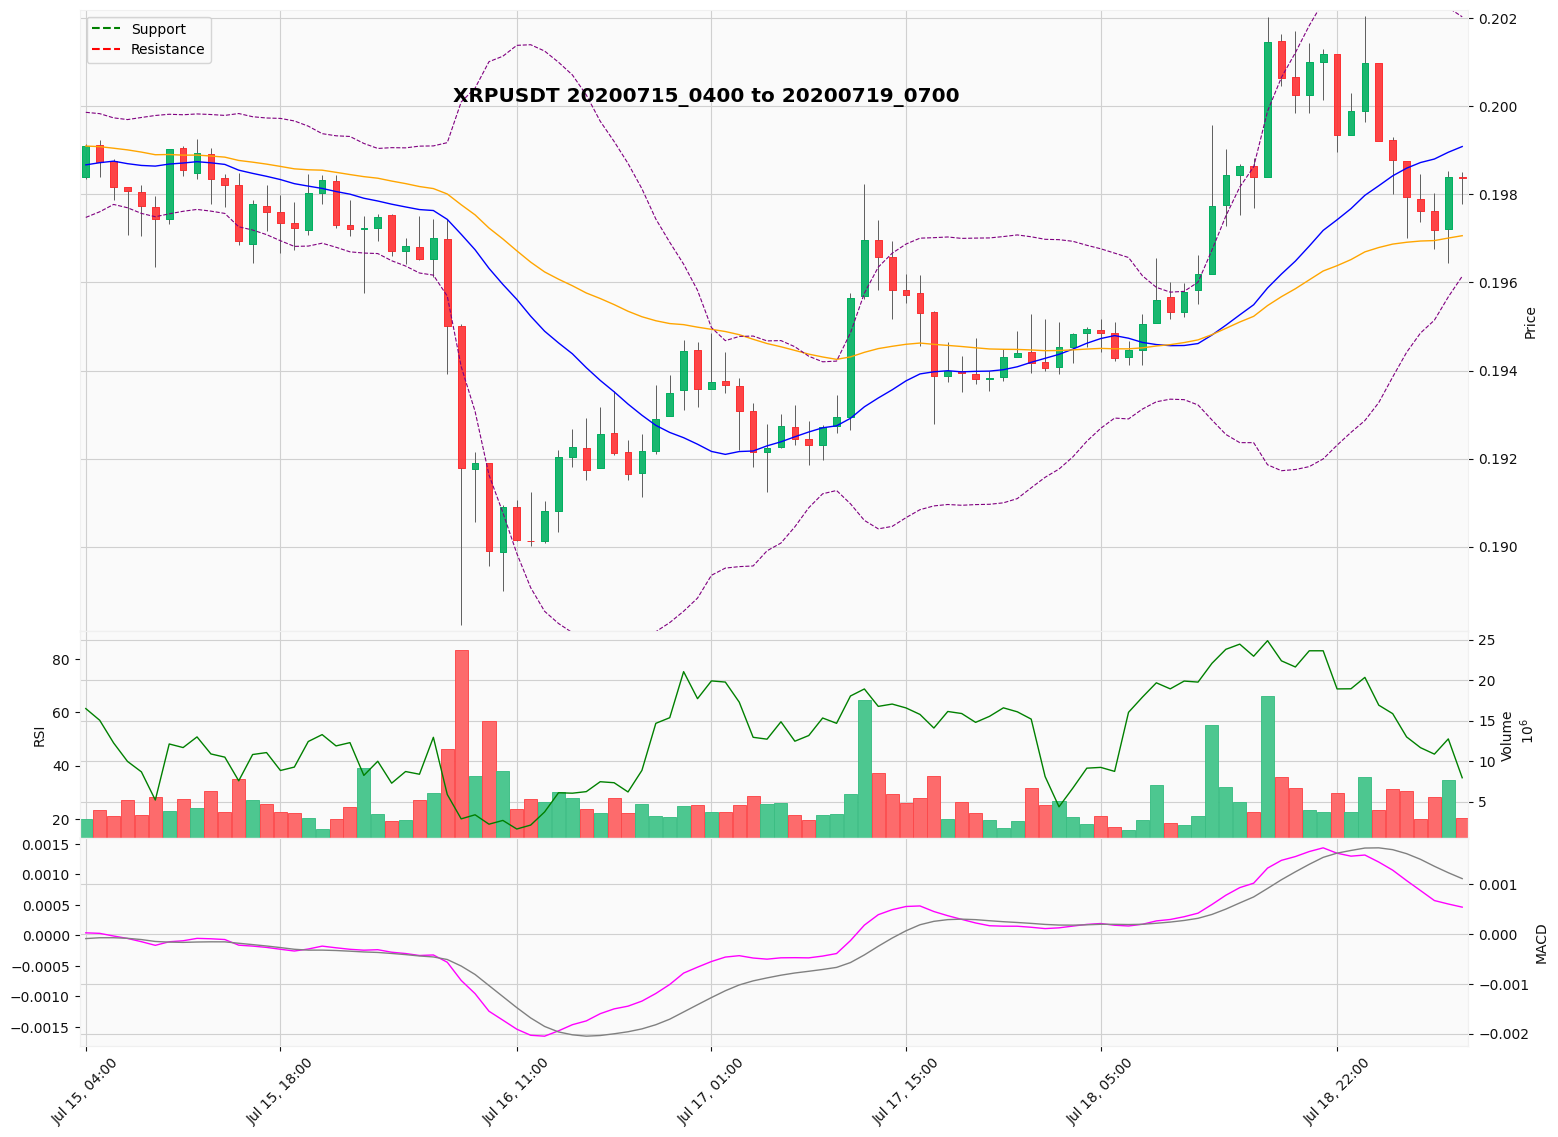 Support
Resistance
XRPUSDT 20200715_0400 to 20200719_0700
0.202
0.200
0.198
0.196
0.194
0.192
0.190
Price
80
60
40
20
RSI
25
20
15
10
5
Volume
10^6
0.0015
0.0010
0.0005
0.0000
−0.0005
−0.0010
−0.0015
0.001
0.000
−0.001
−0.002
MACD
Jul 15, 04:00
Jul 15, 18:00
Jul 16, 11:00
Jul 17, 01:00
Jul 17, 15:00
Jul 18, 05:00
Jul 18, 22:00